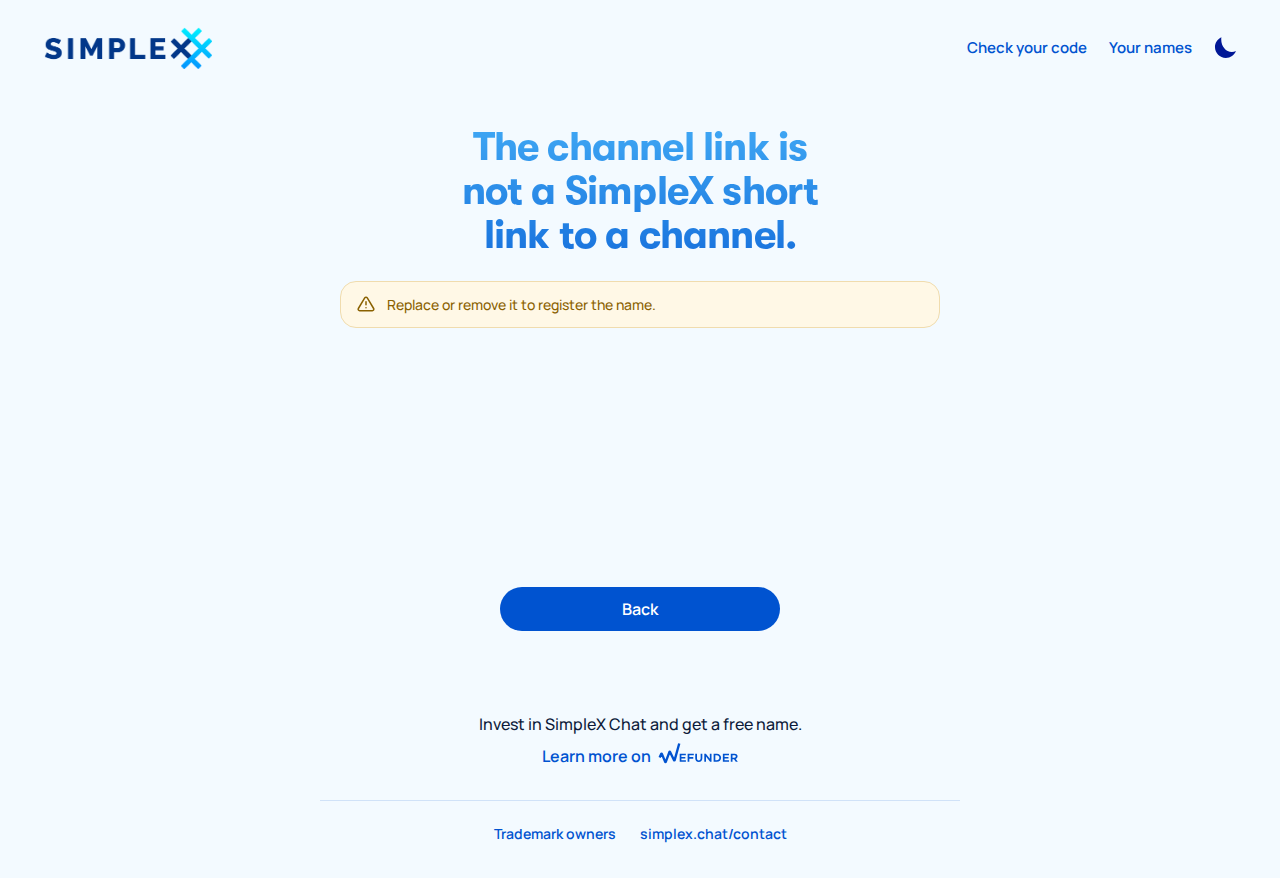 SIMPLEX
Check your code
Your names
The channel link is
not a SimpleX short
link to a channel.
Replace or remove it to register the name.
Back
Invest in SimpleX Chat and get a free name.
Learn more on WEFUNDER
Trademark owners
simplex.chat/contact